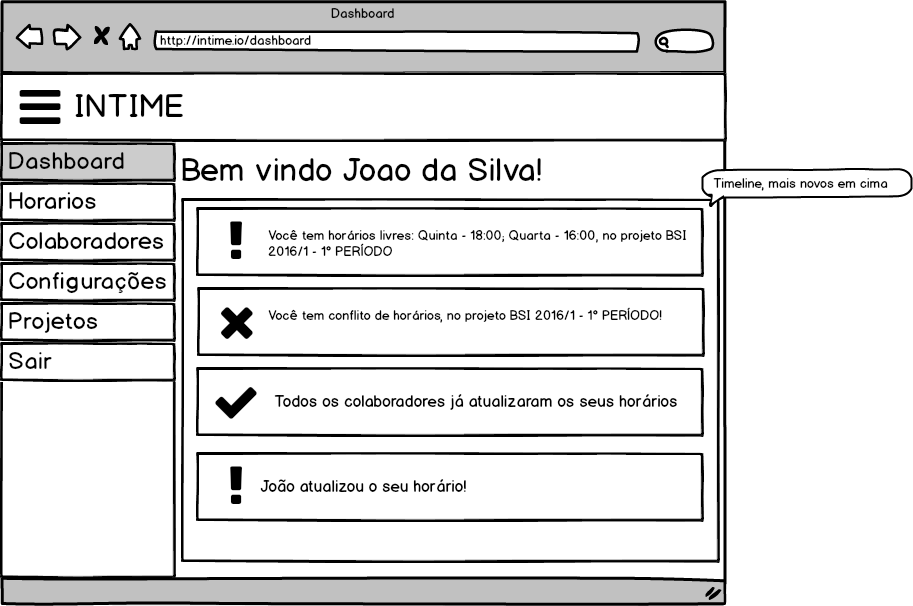 Dashboard
http://intime.io/dashboard
INTIME
Dashboard
Horarios
Colaboradores
Configurações
Projetos
Sair
Bem vindo Joao da Silva!
Timeline, mais novos em cima
Você tem horários livres: Quinta - 18:00; Quarta - 16:00, no projeto BSI
2016/1 - 1° PERÍODO
Você tem conflito de horários, no projeto BSI 2016/1 - 1° PERÍODO!
Todos os colaboradores já atualizaram os seus horários
João atualizou o seu horário!